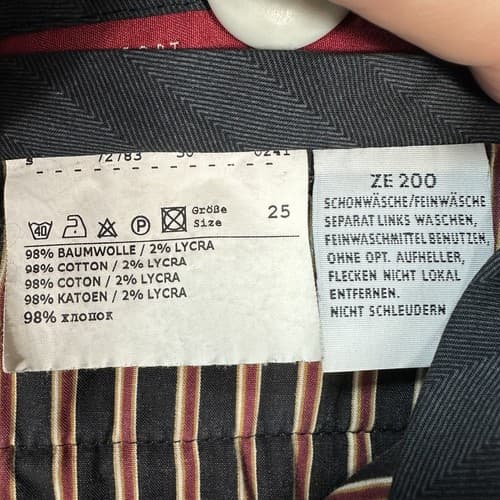 40 P Größe
Size 25
98% BAUMWOLLE / 2% LYCRA
98% COTTON / 2% LYCRA
98% COTON / 2% LYCRA
98% KATOEN / 2% LYCRA
98% хлопок
ZE 200
SCHONWÄSCHE/FEINWÄSCHE
SEPARAT LINKS WASCHEN,
FEINWASCHMITTEL BENUTZEN,
OHNE OPT. AUFHELLER,
FLECKEN NICHT LOKAL
ENTFERNEN.
NICHT SCHLEUDERN